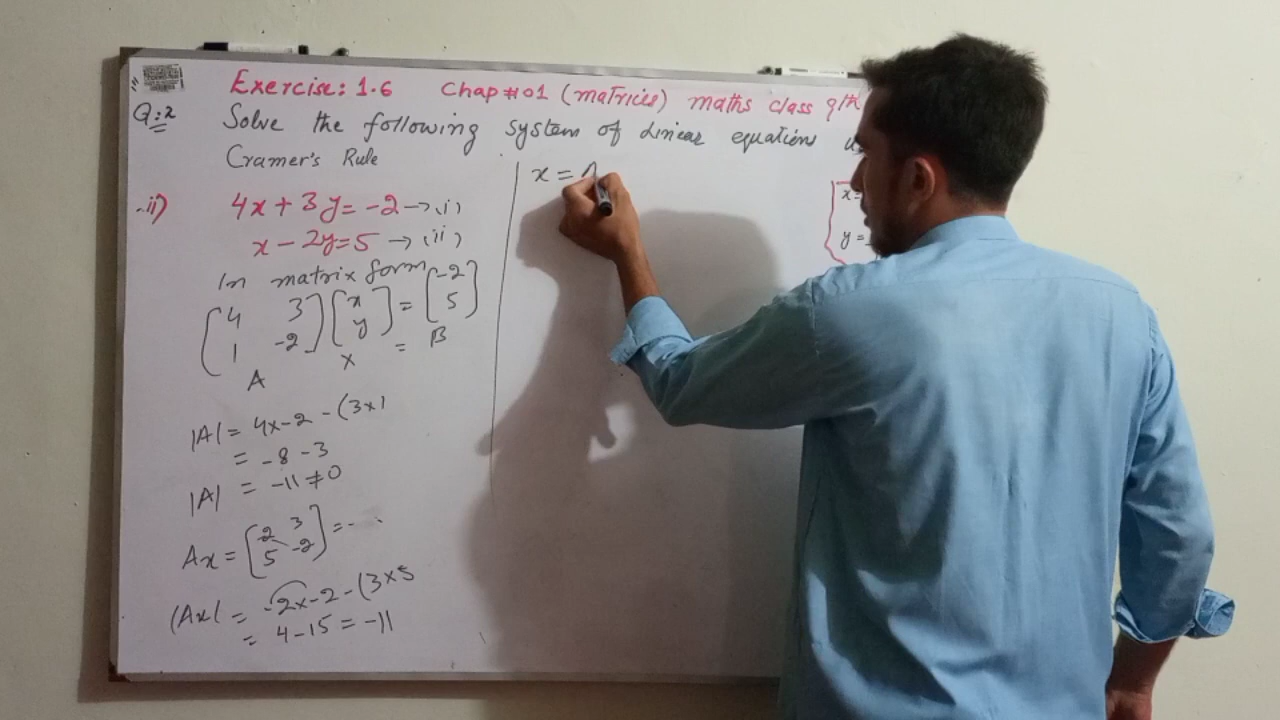 Exercise: 1.6 Chap # 01 (matrices) maths class 9th
Q:2 Solve the following system of Linear equation
Cramer's Rule
ii) 4x + 3y = -2 → (i)
x - 2y = 5 → (ii)
In matrix form
[4 3] [x] = [-2]
[1 -2] [y] [5]
A X = B
|A| = 4x-2 - (3x1
= -8 - 3
|A| = -11 ≠ 0
Ax = [2 3] = -
[5 -2]
|Ax| = -2x-2 - (3x5
= 4 - 15 = -11
x =
x =
y =